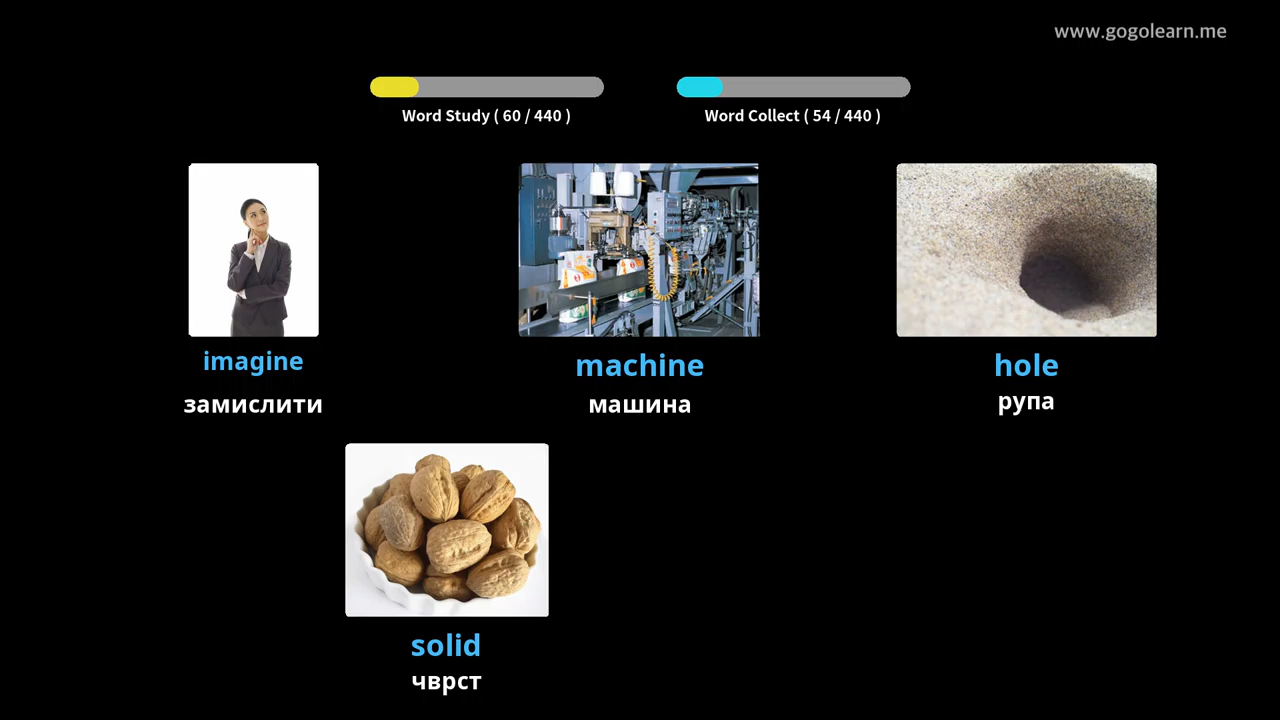 www.gogolearn.me
Word Study ( 60 / 440 )
Word Collect ( 54 / 440 )
imagine
замислити
machine
машина
hole
рупа
solid
чврст